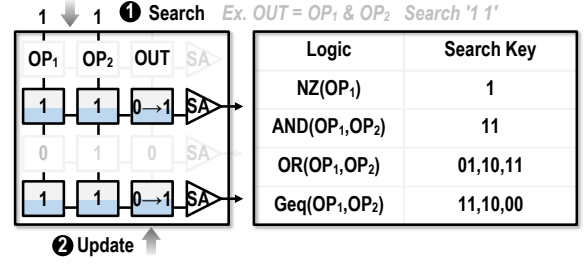 1 1 ❶ Search Ex. OUT = OP₁ & OP₂ Search '1 1'
OP₁ OP₂ OUT SA
1 1 0→1 SA
0 1 0 SA
1 1 0→1 SA
❷ Update
Logic Search Key
NZ(OP₁) 1
AND(OP₁,OP₂) 11
OR(OP₁,OP₂) 01,10,11
Geq(OP₁,OP₂) 11,10,00